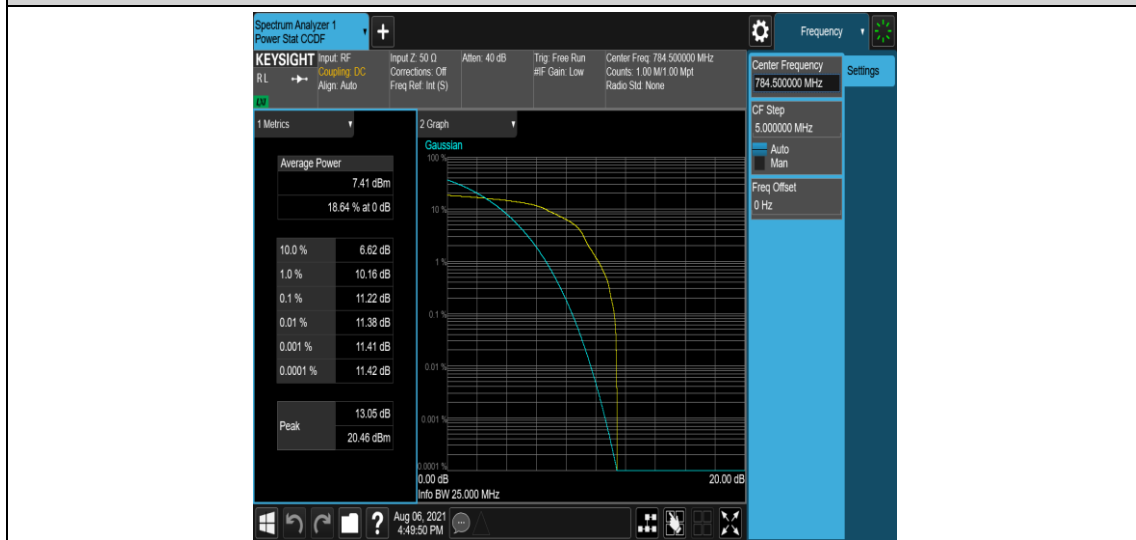 Spectrum Analyzer 1
Power Stat CCDF
+
Frequency
KEYSIGHT
RL
LXI
Input: RF
Coupling: DC
Align: Auto
Input Z: 50 Ω
Corrections: Off
Freq Ref: Int (S)
Atten: 40 dB
Trig: Free Run
#IF Gain: Low
Center Freq: 784.500000 MHz
Counts: 1.00 M/1.00 Mpt
Radio Std: None
Center Frequency
784.500000 MHz
Settings
CF Step
5.000000 MHz
Auto
Man
Freq Offset
0 Hz
1 Metrics
Average Power
7.41 dBm
18.64 % at 0 dB
10.0 % 6.62 dB
1.0 % 10.16 dB
0.1 % 11.22 dB
0.01 % 11.38 dB
0.001 % 11.41 dB
0.0001 % 11.42 dB
Peak
13.05 dB
20.46 dBm
2 Graph
Gaussian
100 %
10 %
1 %
0.1 %
0.01 %
0.001 %
0.0001 %
0.00 dB 20.00 dB
Info BW 25.000 MHz
?
Aug 06, 2021
4:49:50 PM